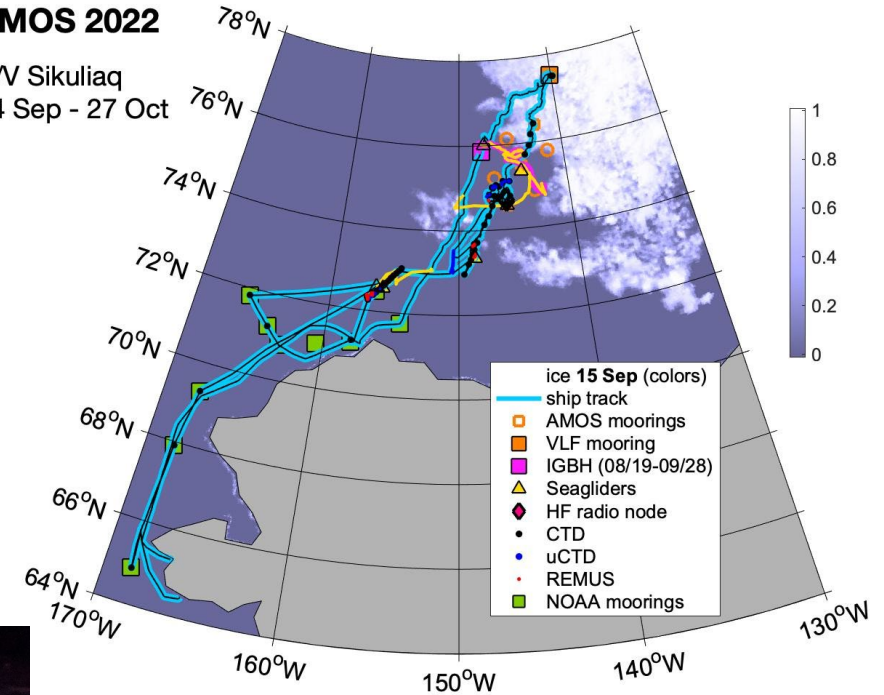 MOS 2022
V Sikuliaq
Sep - 27 Oct
78°N
76°N
74°N
72°N
70°N
68°N
66°N
64°N
170°W
160°W
150°W
140°W
130°W
1
0.8
0.6
0.4
0.2
0
ice 15 Sep (colors)
ship track
AMOS moorings
VLF mooring
IGBH (08/19-09/28)
Seagliders
HF radio node
CTD
uCTD
REMUS
NOAA moorings